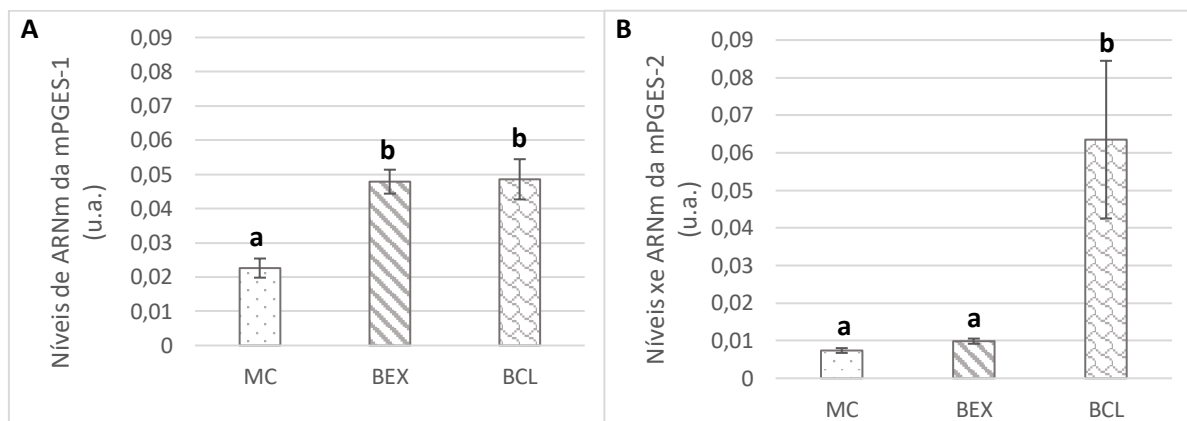 A
Níveis de ARNm da mPGES-1
(u.a.)
0,09
0,08
0,07
0,06
0,05
0,04
0,03
0,02
0,01
0
a
b
b
MC
BEX
BCL
B
Níveis xe ARNm da mPGES-2
(u.a.)
0,09
0,08
0,07
0,06
0,05
0,04
0,03
0,02
0,01
0
a
a
b
MC
BEX
BCL